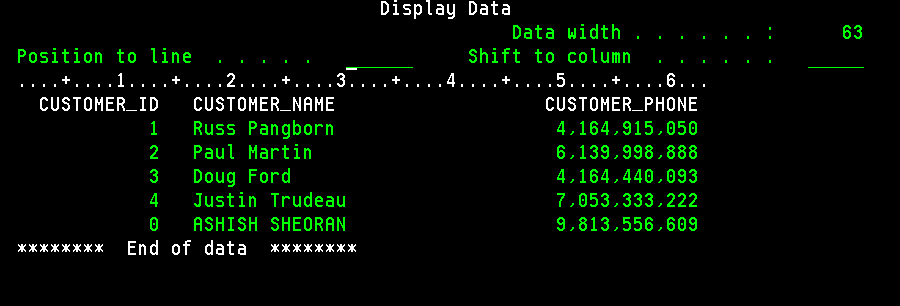 Display Data
Data width . . . . . . :      63
Position to line  . . . . .   ______     Shift to column  . . . . . .   ______
....+....1....+....2....+....3....+....4....+....5....+....6...
CUSTOMER_ID   CUSTOMER_NAME                   CUSTOMER_PHONE
1   Russ Pangborn                    4,164,915,050
2   Paul Martin                      6,139,998,888
3   Doug Ford                        4,164,440,093
4   Justin Trudeau                   7,053,333,222
0   ASHISH SHEORAN                   9,813,556,609
********  End of data  ********